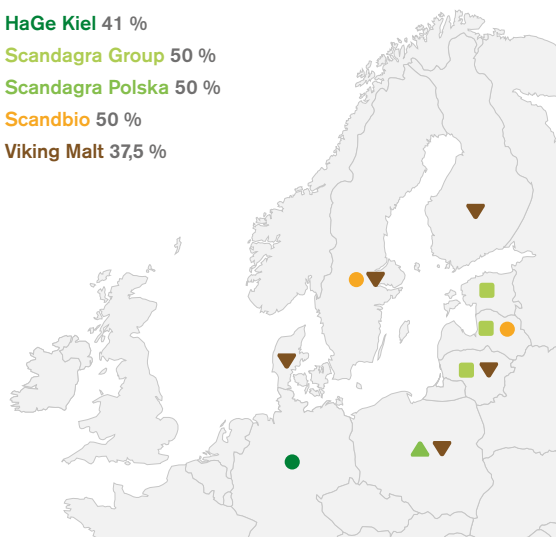 HaGe Kiel 41 %
Scandagra Group 50 %
Scandagra Polska 50 %
Scandbio 50 %
Viking Malt 37,5 %